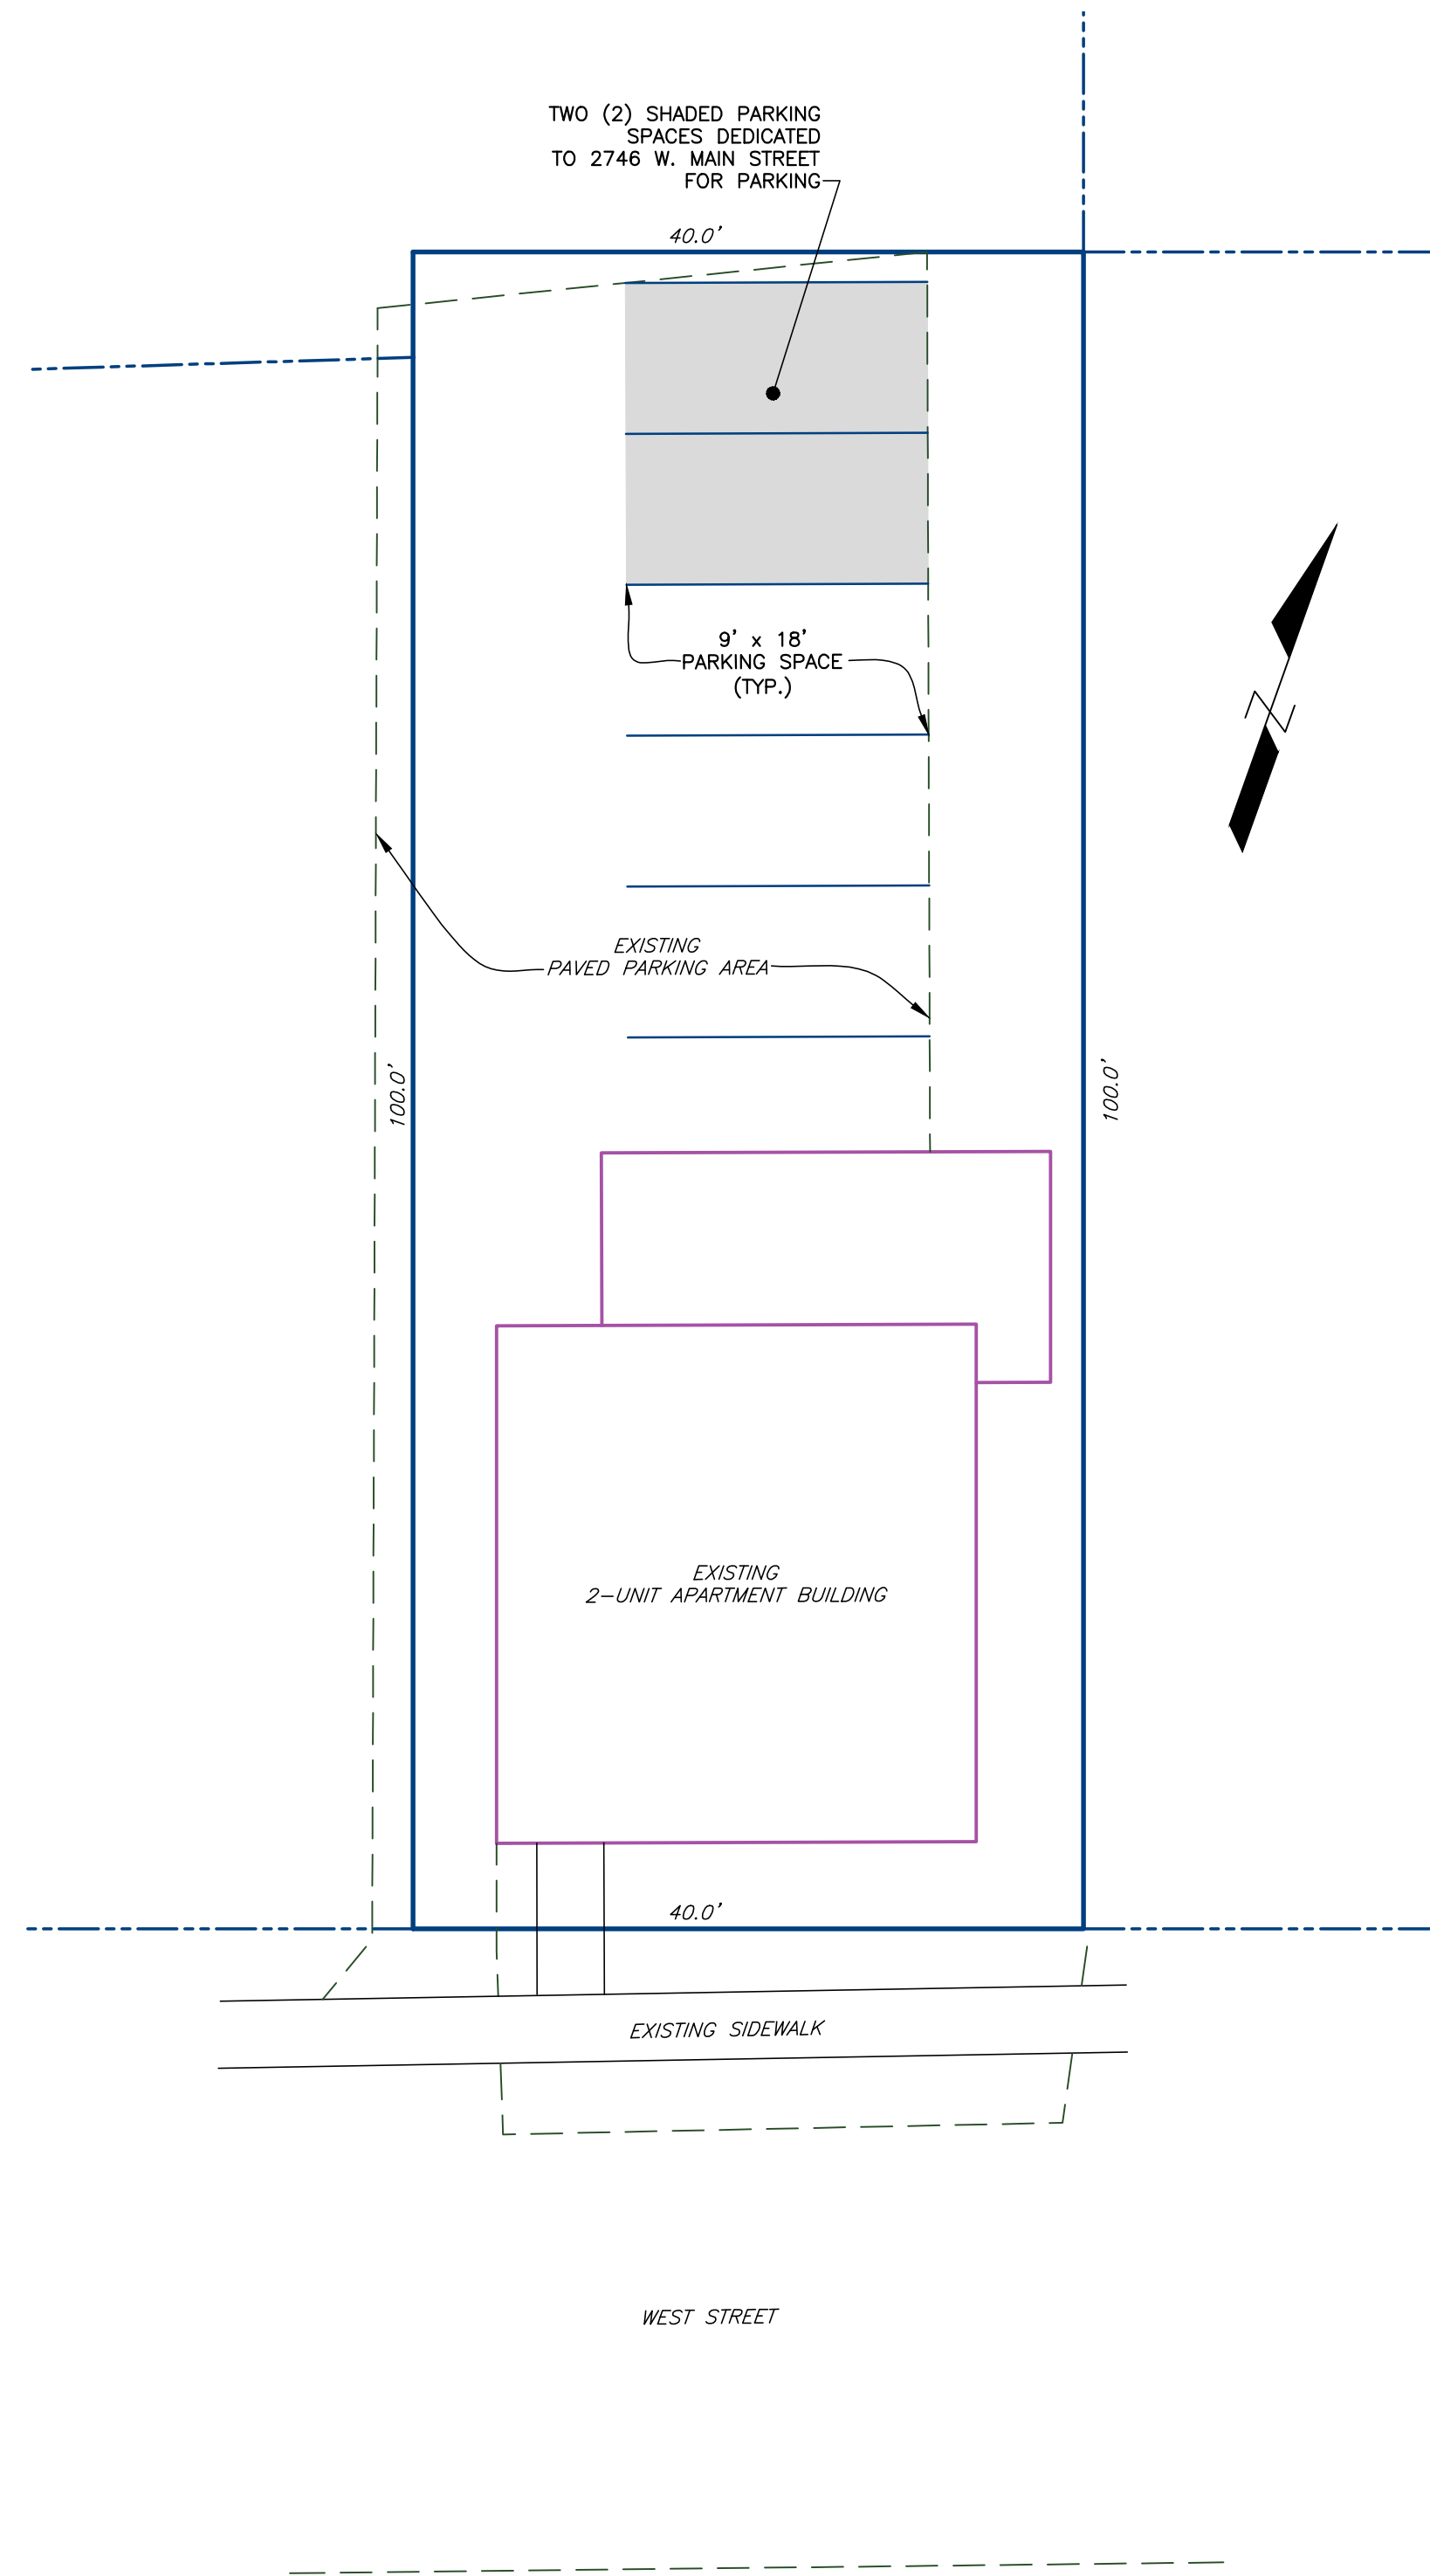 TWO (2) SHADED PARKING
SPACES DEDICATED
TO 2746 W. MAIN STREET
FOR PARKING
40.0'
9' x 18'
PARKING SPACE
(TYP.)
N
EXISTING
PAVED PARKING AREA
100.0'
100.0'
EXISTING
2-UNIT APARTMENT BUILDING
40.0'
EXISTING SIDEWALK
WEST STREET